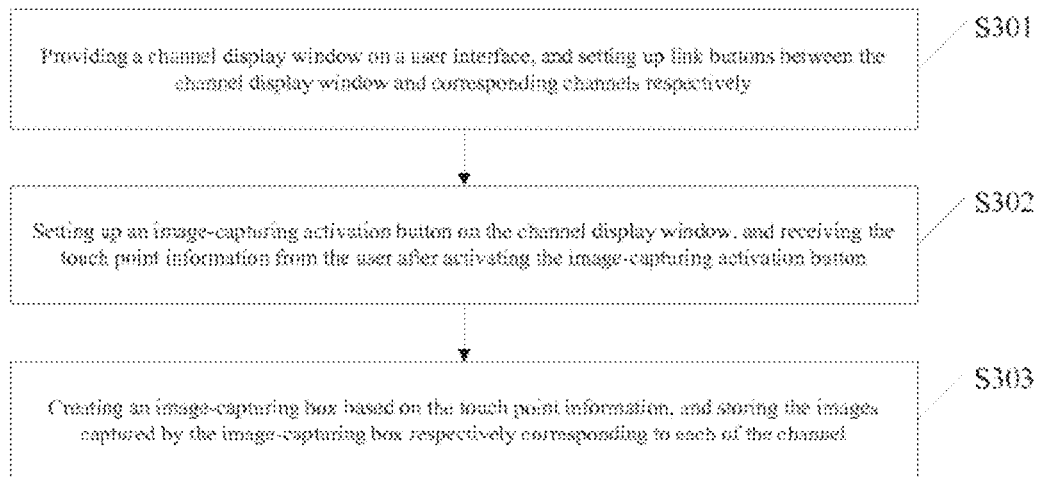 S301
Providing a channel display window on a user interface, and setting up link buttons between the
channel display window and corresponding channels respectively
S302
Setting up an image-capturing activation button on the channel display window, and receiving the
touch point information from the user after activating the image-capturing activation button
S303
Creating an image-capturing box based on the touch point information, and storing the images
captured by the image-capturing box respectively corresponding to each of the channel